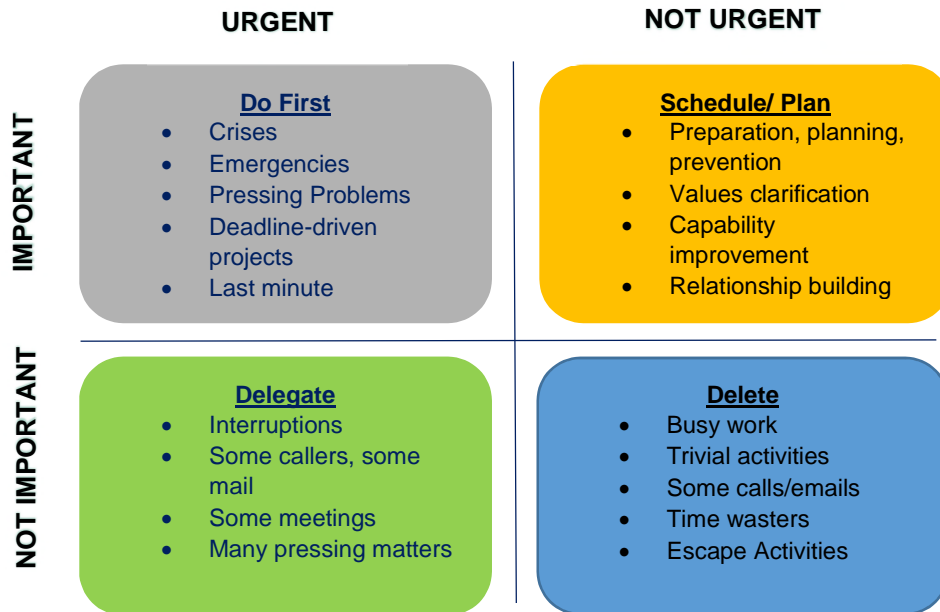 URGENT
NOT URGENT
IMPORTANT
Do First
• Crises
• Emergencies
• Pressing Problems
• Deadline-driven
projects
• Last minute
Schedule/ Plan
• Preparation, planning,
prevention
• Values clarification
• Capability
improvement
• Relationship building
NOT IMPORTANT
Delegate
• Interruptions
• Some callers, some
mail
• Some meetings
• Many pressing matters
Delete
• Busy work
• Trivial activities
• Some calls/emails
• Time wasters
• Escape Activities